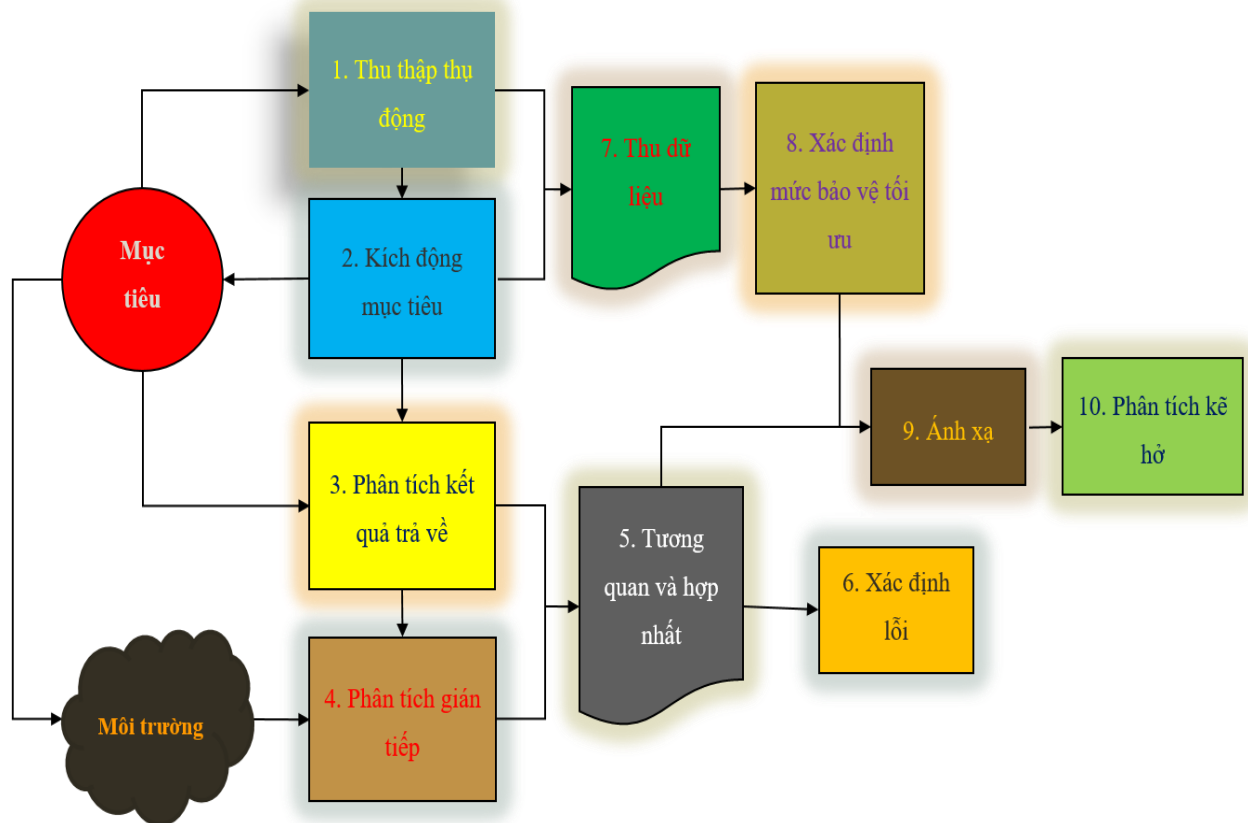 1. Thu thập thụ
động
Mục
tiêu
2. Kích động
mục tiêu
7. Thu dữ
liệu
8. Xác định
mức bảo vệ tối
ưu
3. Phân tích kết
quả trả về
9. Ánh xạ
10. Phân tích kẽ
hở
5. Tương
quan và hợp
nhất
6. Xác định
lỗi
4. Phân tích gián
tiếp
Môi trường